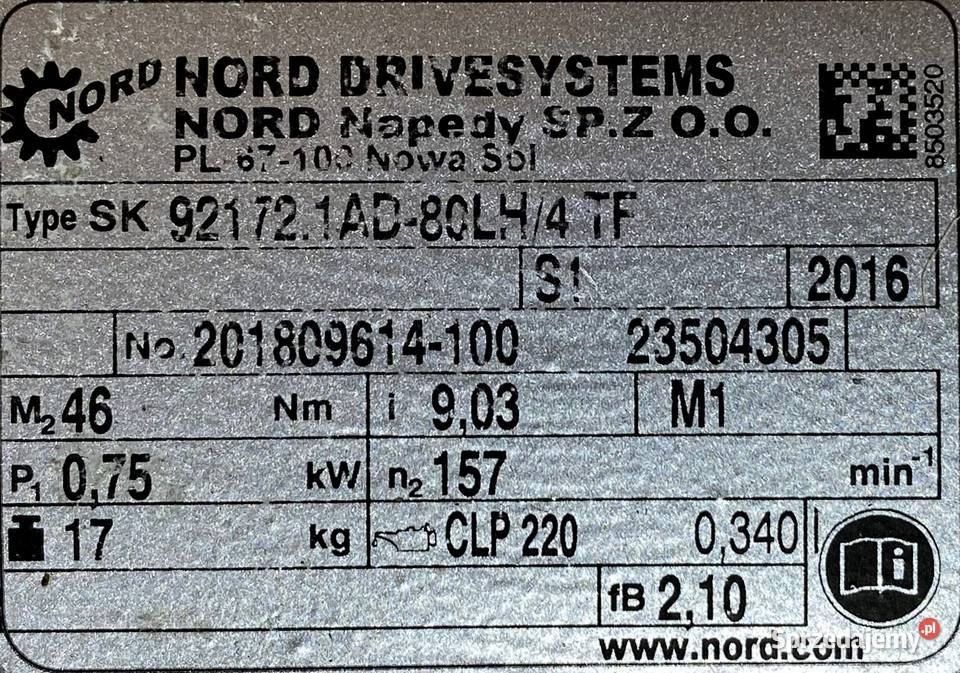 NORD
NORD DRIVESYSTEMS
NORD Napędy SP.Z O.O.
PL 67-100 Nowa Sól
8503520
Type SK 92172.1AD-80LH/4 TF
S1 2016
No. 201809614-100 23504305
M2 46 Nm i 9,03 M1
P1 0,75 kW n2 157 min-1
17 kg CLP 220 0,340 l
fB 2,10
www.nord.com
Sprzedajemy.pl